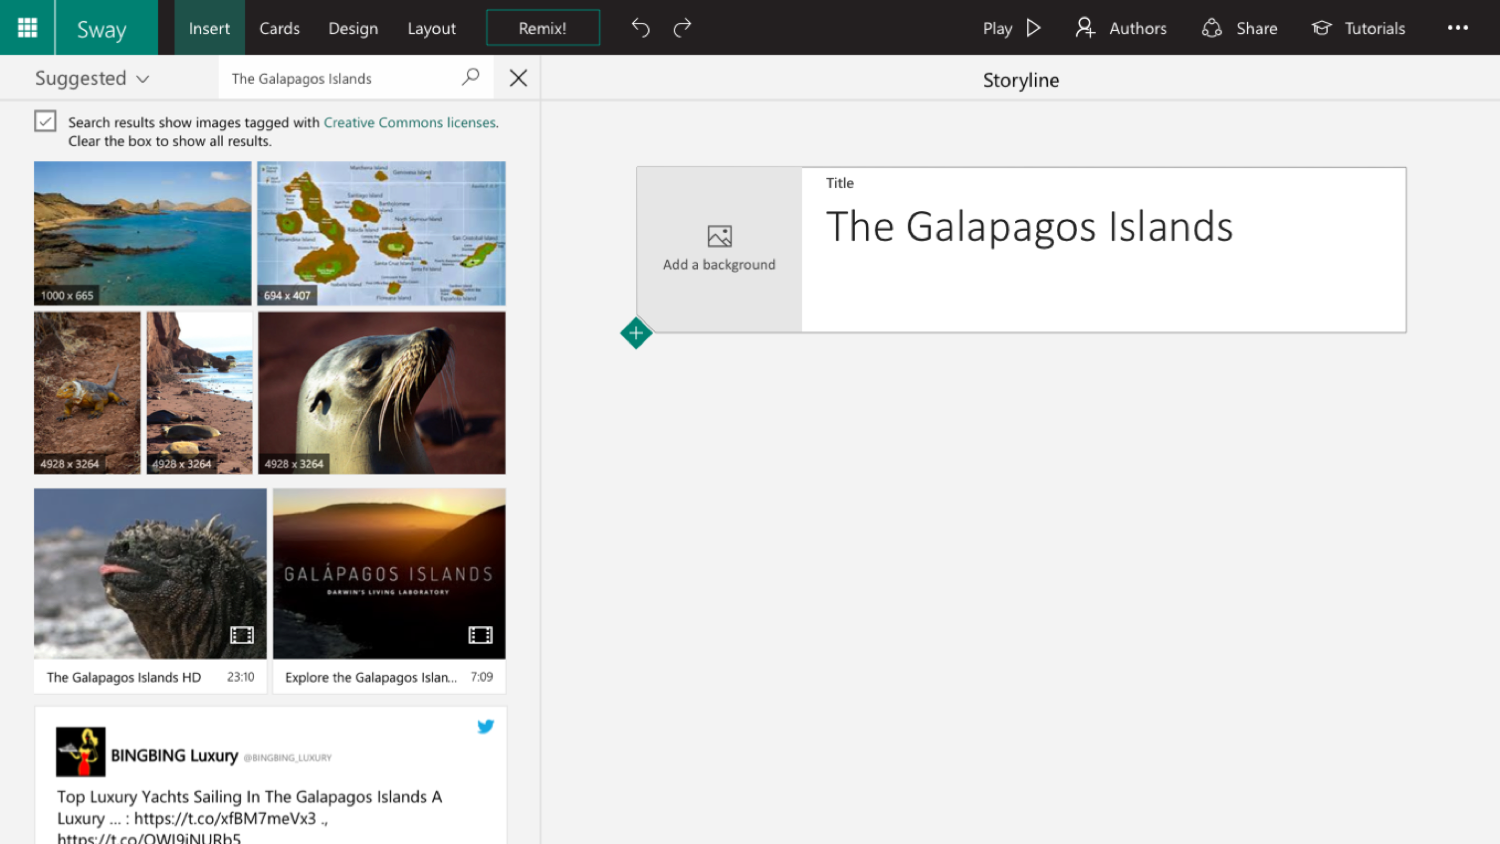 Sway
Insert
Cards
Design
Layout
Remix!
Play
Authors
Share
Tutorials
Suggested
The Galapagos Islands
Storyline
Search results show images tagged with Creative Commons licenses.
Clear the box to show all results.
1000 x 665
694 x 407
4928 x 3264
4928 x 3264
4928 x 3264
GALÁPAGOS ISLANDS
DARWIN'S LIVING LABORATORY
The Galapagos Islands HD
23:10
Explore the Galapagos Islan...
7:09
BINGBING Luxury @BINGBING_LUXURY
Top Luxury Yachts Sailing In The Galapagos Islands A
Luxury ... : https://t.co/xfBM7meVx3 .,
Add a background
Title
The Galapagos Islands